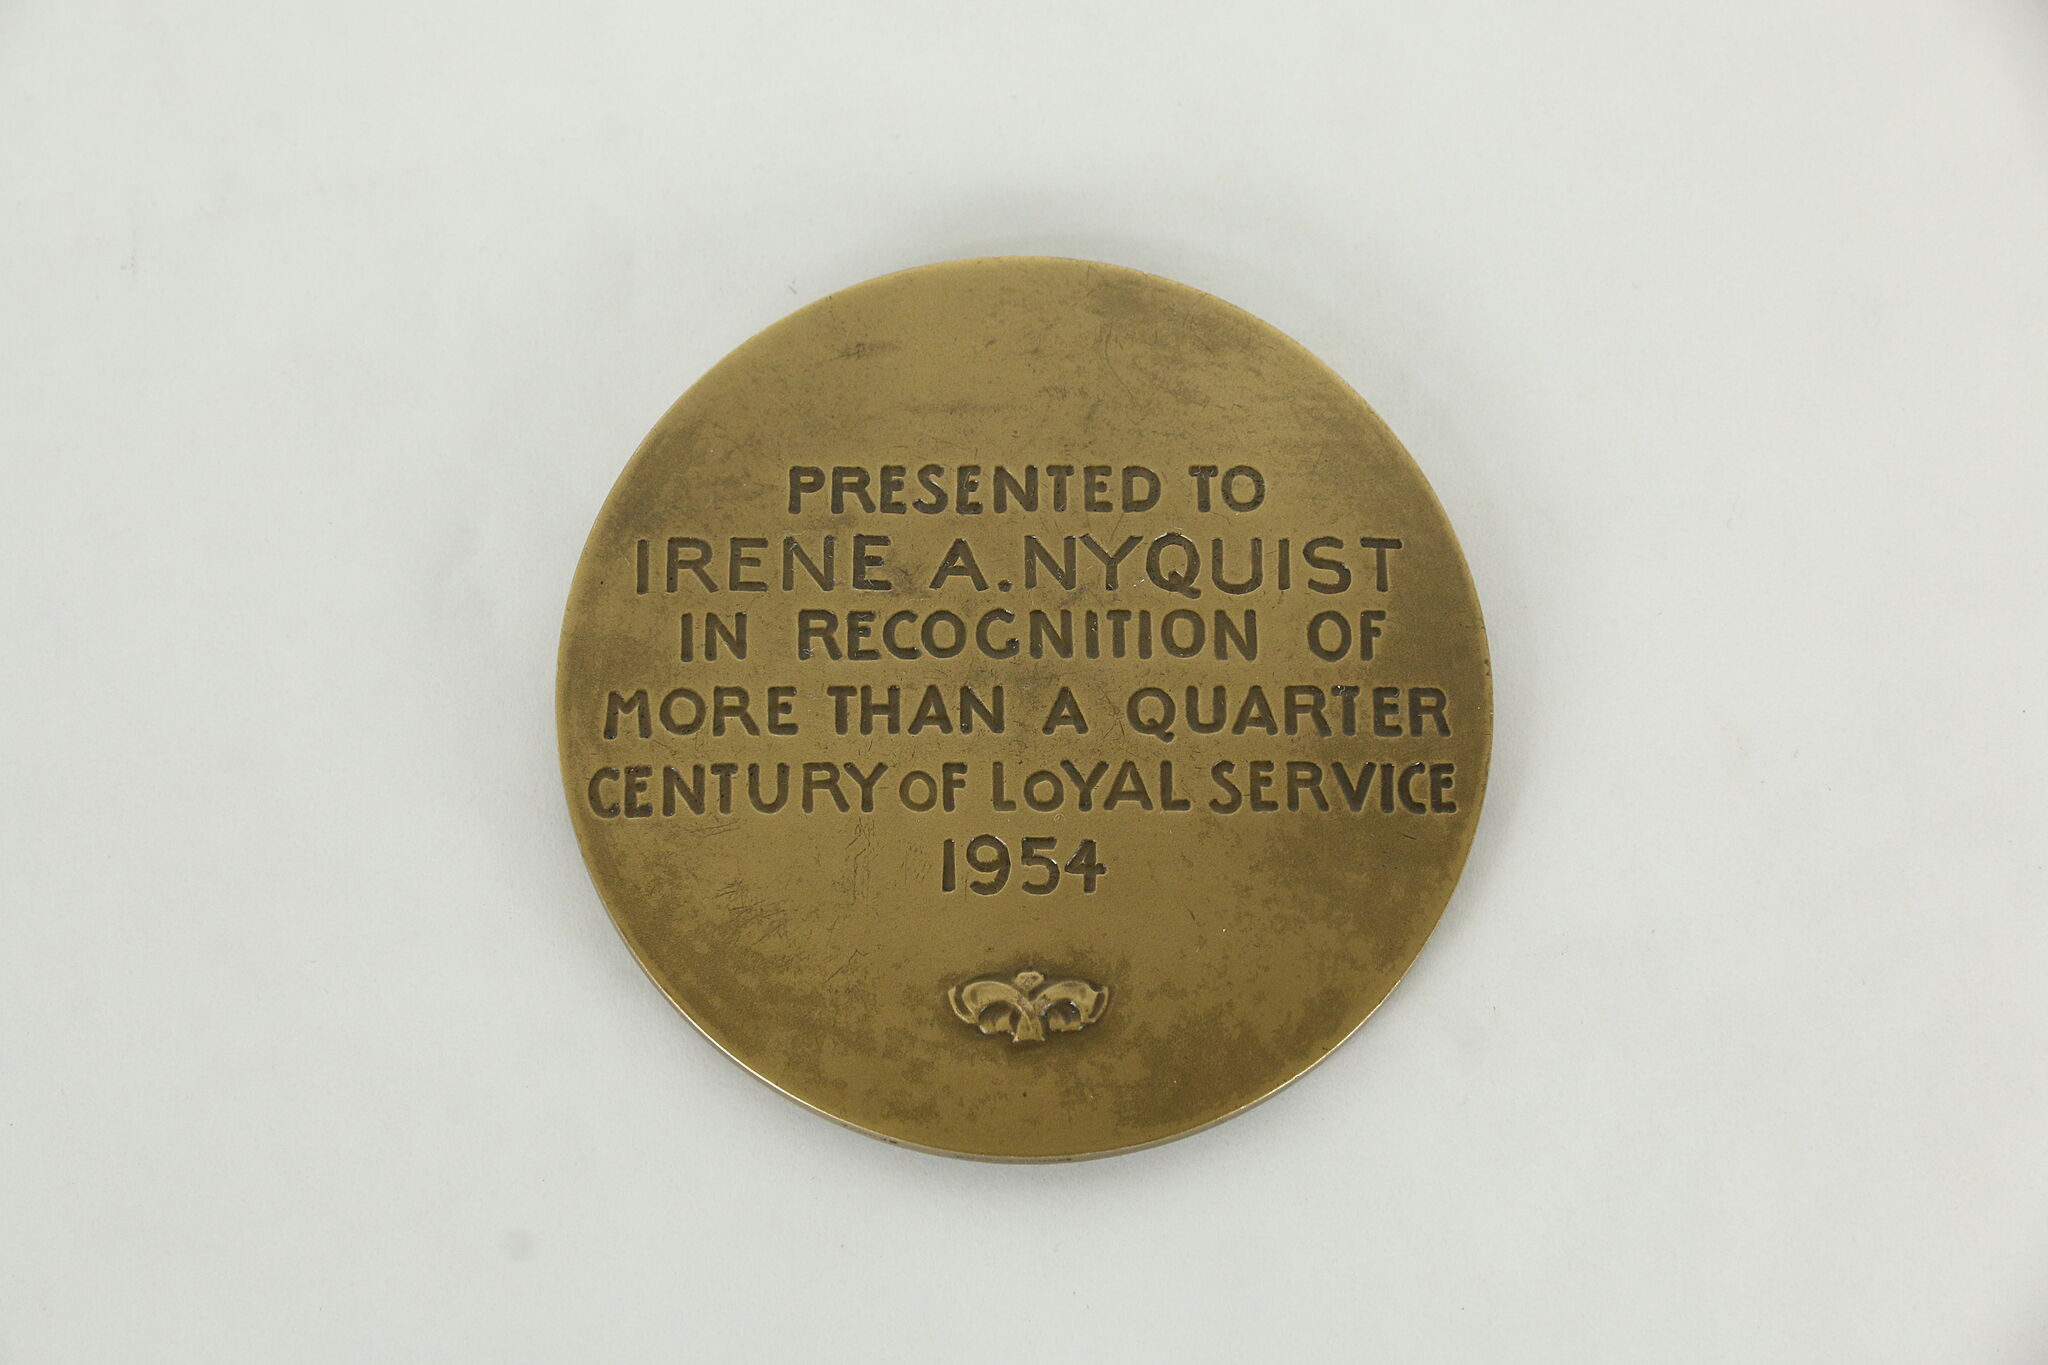 PRESENTED TO
IRENE A. NYQUIST
IN RECOGNITION OF
MORE THAN A QUARTER
CENTURY OF LOYAL SERVICE
1954